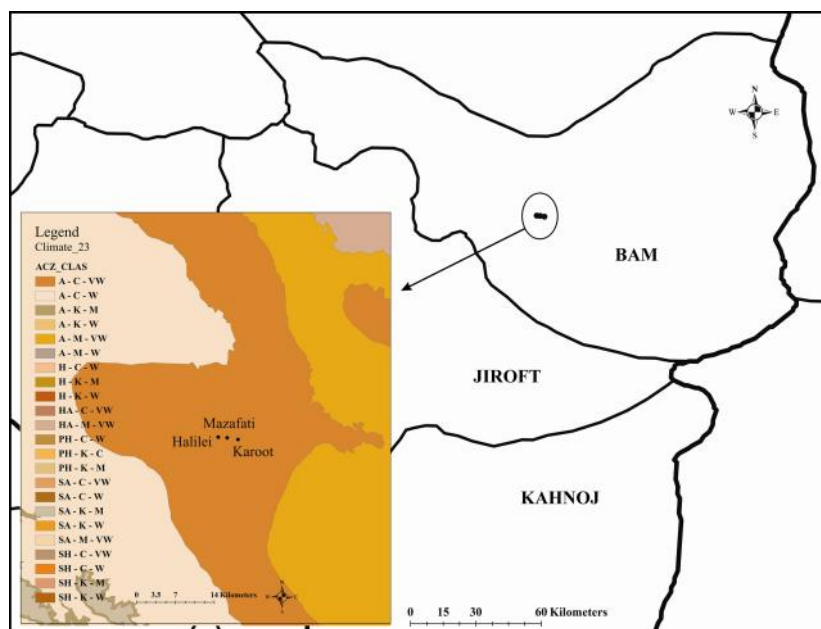 N
W E
S
BAM
JIROFT
KAHNOJ
Legend
Climate_23
ACZ_CLAS
A - C - VW
A - C - W
A - K - M
A - K - W
A - M - VW
A - M - W
H - C - W
H - K - M
H - K - W
HA - C - VW
HA - M - VW
PH - C - W
PH - K - C
PH - K - M
SA - C - VW
SA - C - W
SA - K - M
SA - K - W
SA - M - VW
SH - C - VW
SH - C - W
SH - K - M
SH - K - W
Mazafati
Halilei
Karoot
0 3.5 7 14 Kilometers
0 15 30 60 Kilometers